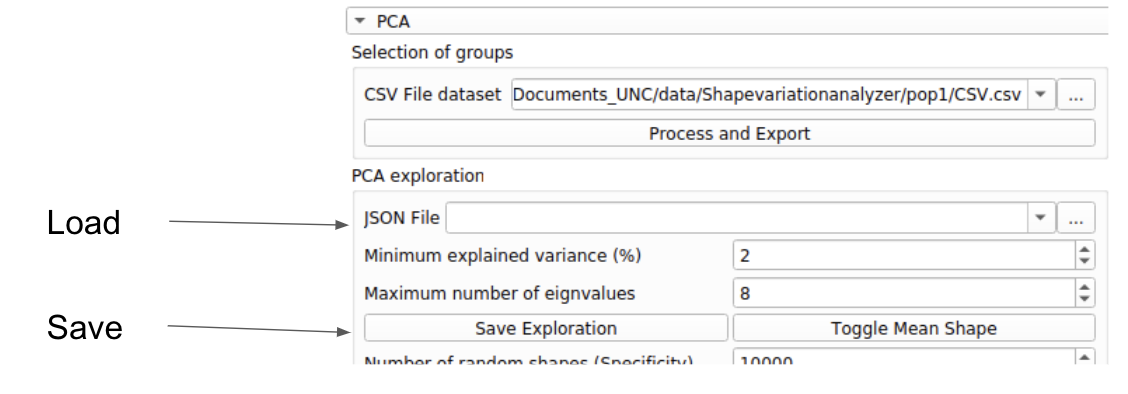 PCA
Selection of groups
CSV File dataset Documents_UNC/data/Shapevariationanalyzer/pop1/CSV.csv ...
Process and Export
PCA exploration
Load
JSON File ...
Minimum explained variance (%) 2
Maximum number of eignvalues 8
Save
Save Exploration Toggle Mean Shape
Number of random shapes (Specificity) 10000